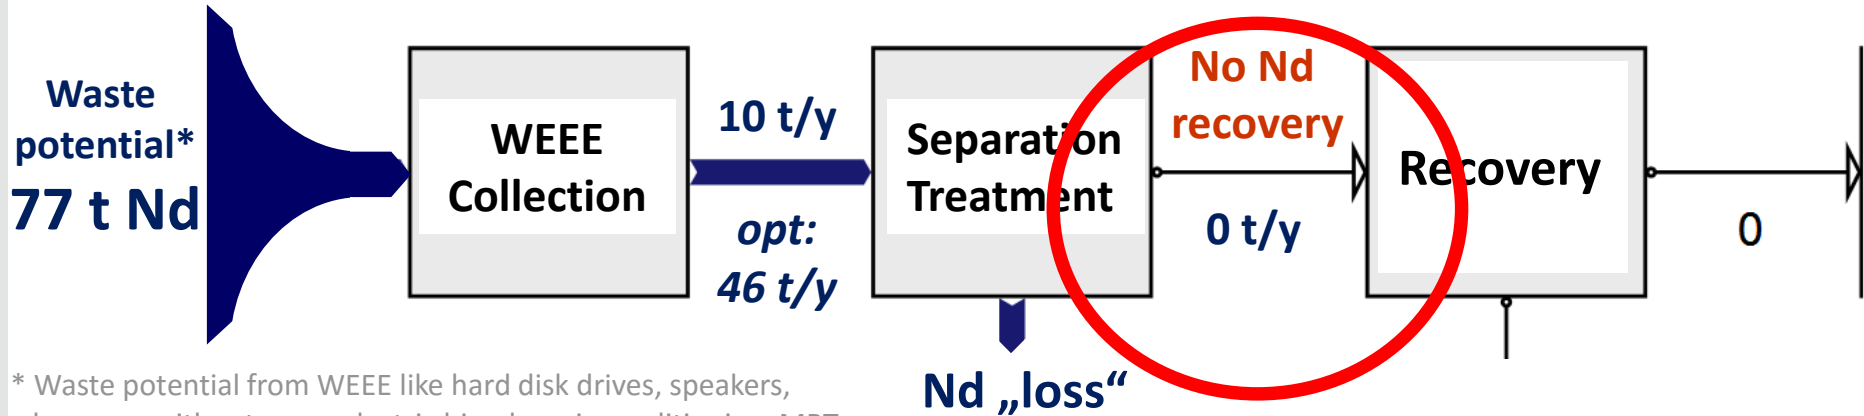 Waste
potential*
77 t Nd
WEEE
Collection
10 t/y
opt:
46 t/y
Separation
Treatment
Nd „loss“
No Nd
recovery
0 t/y
Recovery
0
* Waste potential from WEEE like hard disk drives, speakers,